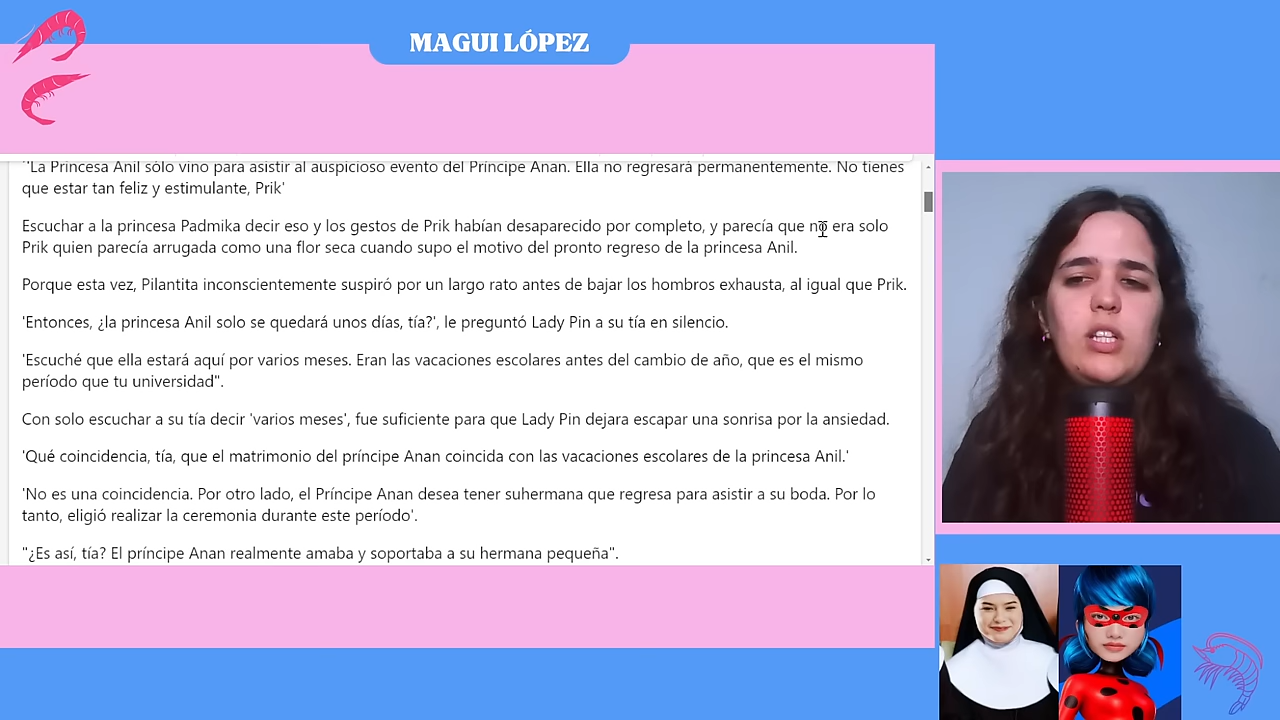 MAGUI LÓPEZ
"La Princesa Anil sólo vino para asistir al auspicioso evento del Príncipe Anan. Ella no regresará permanentemente. No tienes
que estar tan feliz y estimulante, Prik'
Escuchar a la princesa Padmika decir eso y los gestos de Prik habían desaparecido por completo, y parecía que no era solo
Prik quien parecía arrugada como una flor seca cuando supo el motivo del pronto regreso de la princesa Anil.
Porque esta vez, Pilantita inconscientemente suspiró por un largo rato antes de bajar los hombros exhausta, al igual que Prik.
'Entonces, ¿la princesa Anil solo se quedará unos días, tía?', le preguntó Lady Pin a su tía en silencio.
'Escuché que ella estará aquí por varios meses. Eran las vacaciones escolares antes del cambio de año, que es el mismo
período que tu universidad".
Con solo escuchar a su tía decir 'varios meses', fue suficiente para que Lady Pin dejara escapar una sonrisa por la ansiedad.
'Qué coincidencia, tía, que el matrimonio del príncipe Anan coincida con las vacaciones escolares de la princesa Anil.'
'No es una coincidencia. Por otro lado, el Príncipe Anan desea tener suhermana que regresa para asistir a su boda. Por lo
tanto, eligió realizar la ceremonia durante este período'.
"¿Es así, tía? El príncipe Anan realmente amaba y soportaba a su hermana pequeña".